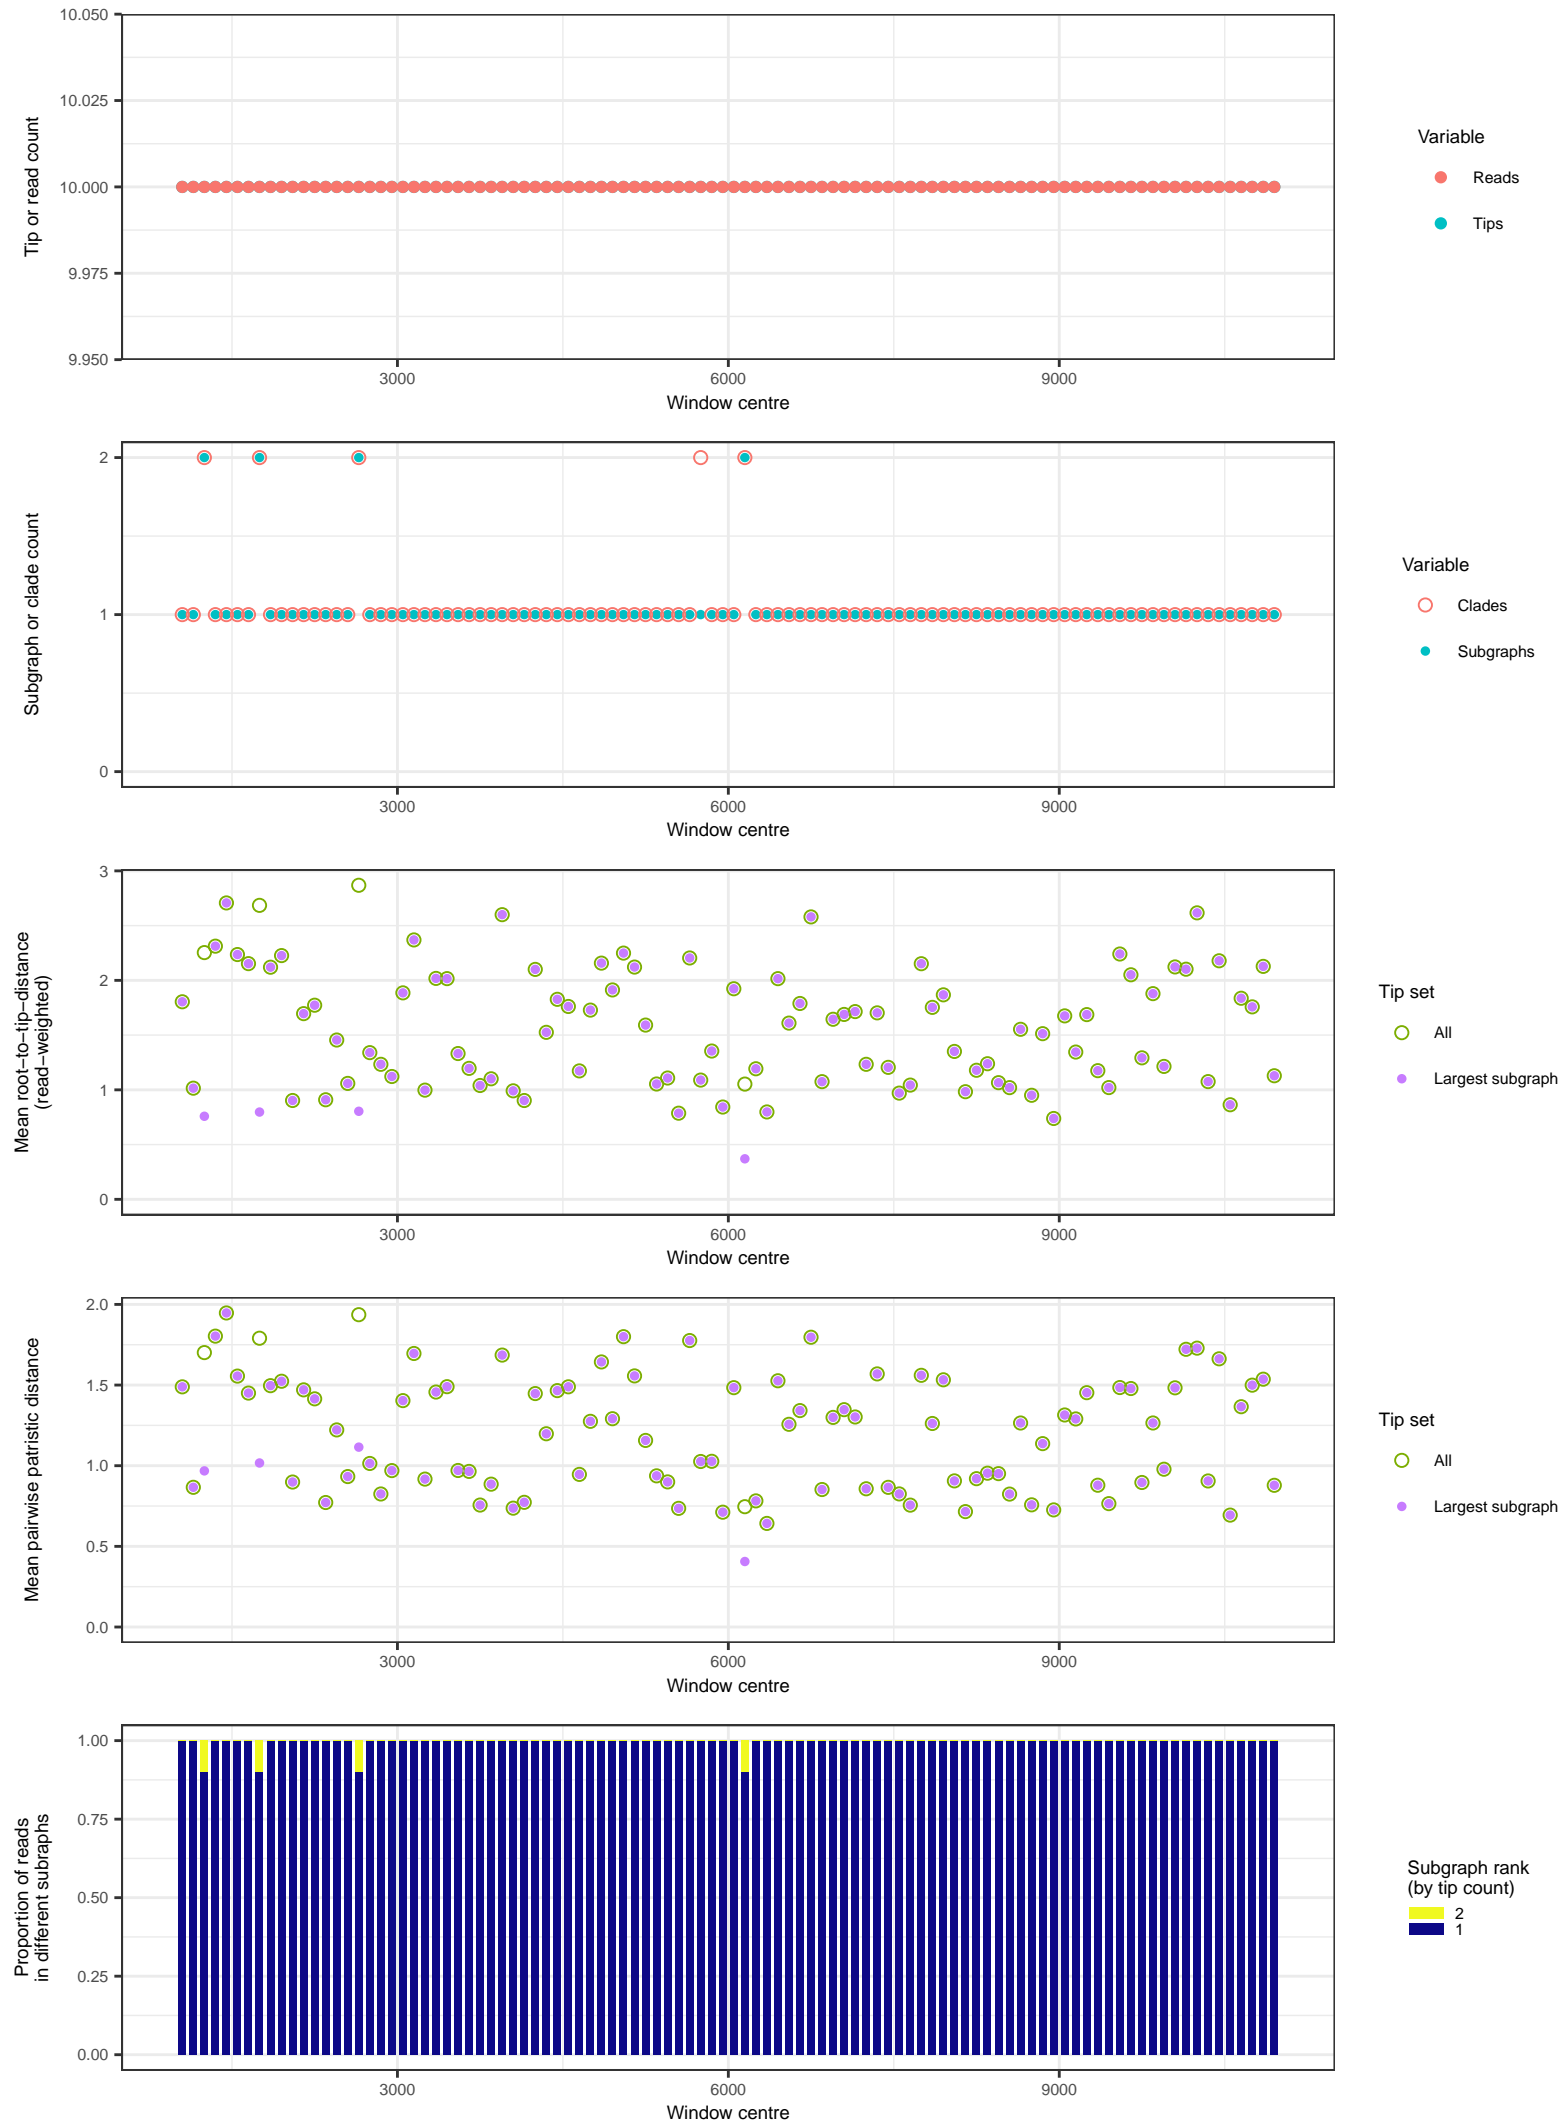 10.050
10.025
10.000
9.975
9.950
Tip or read count
3000 6000 9000
Window centre
Variable
Reads
Tips
2
1
0
Subgraph or clade count
3000 6000 9000
Window centre
Variable
Clades
Subgraphs
3
2
1
0
Mean root−to−tip−distance
(read−weighted)
3000 6000 9000
Window centre
Tip set
All
Largest subgraph
2.0
1.5
1.0
0.5
0.0
Mean pairwise patristic distance
3000 6000 9000
Window centre
Tip set
All
Largest subgraph
1.00
0.75
0.50
0.25
0.00
Proportion of reads
in different subraphs
3000 6000 9000
Window centre
Subgraph rank
(by tip count)
2
1